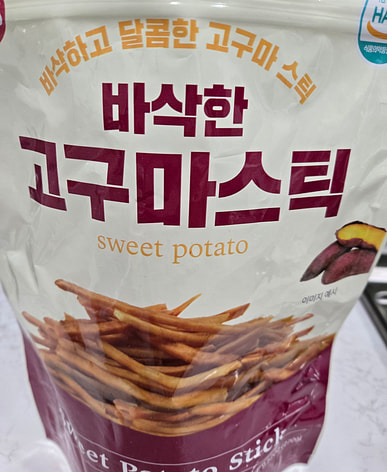 바삭하고 달콤한 고구마 스틱
바삭한
고구마스틱
sweet potato
이미지 예시
Sweet Potato Stick